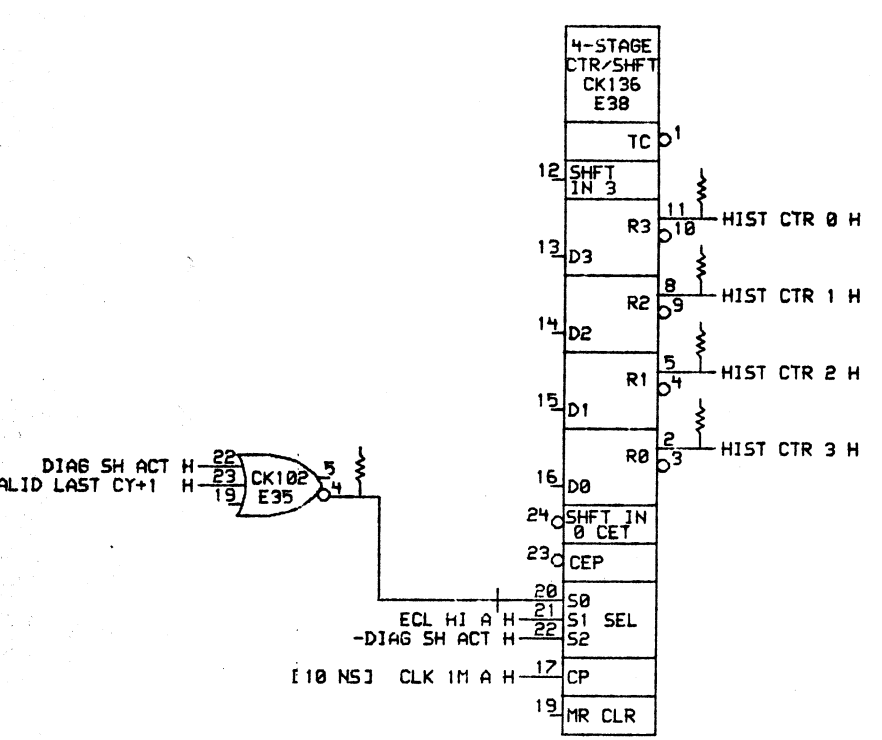 4-STAGE
CTR/SHFT
CK136
E38
TC 1
12 SHFT
IN 3
R3 11 HIST CTR 0 H
10
13 D3
R2 8 HIST CTR 1 H
9
14 D2
R1 5 HIST CTR 2 H
4
15 D1
R0 2 HIST CTR 3 H
3
16 D0
DIAG SH ACT H 22
ALID LAST CY+1 H 23
19
CK102
E35
5
4
24 SHFT IN
0 CET
23 CEP
20 S0
ECL HI A H 21 S1 SEL
-DIAG SH ACT H 22 S2
[10 NS] CLK 1M A H 17 CP
19 MR CLR